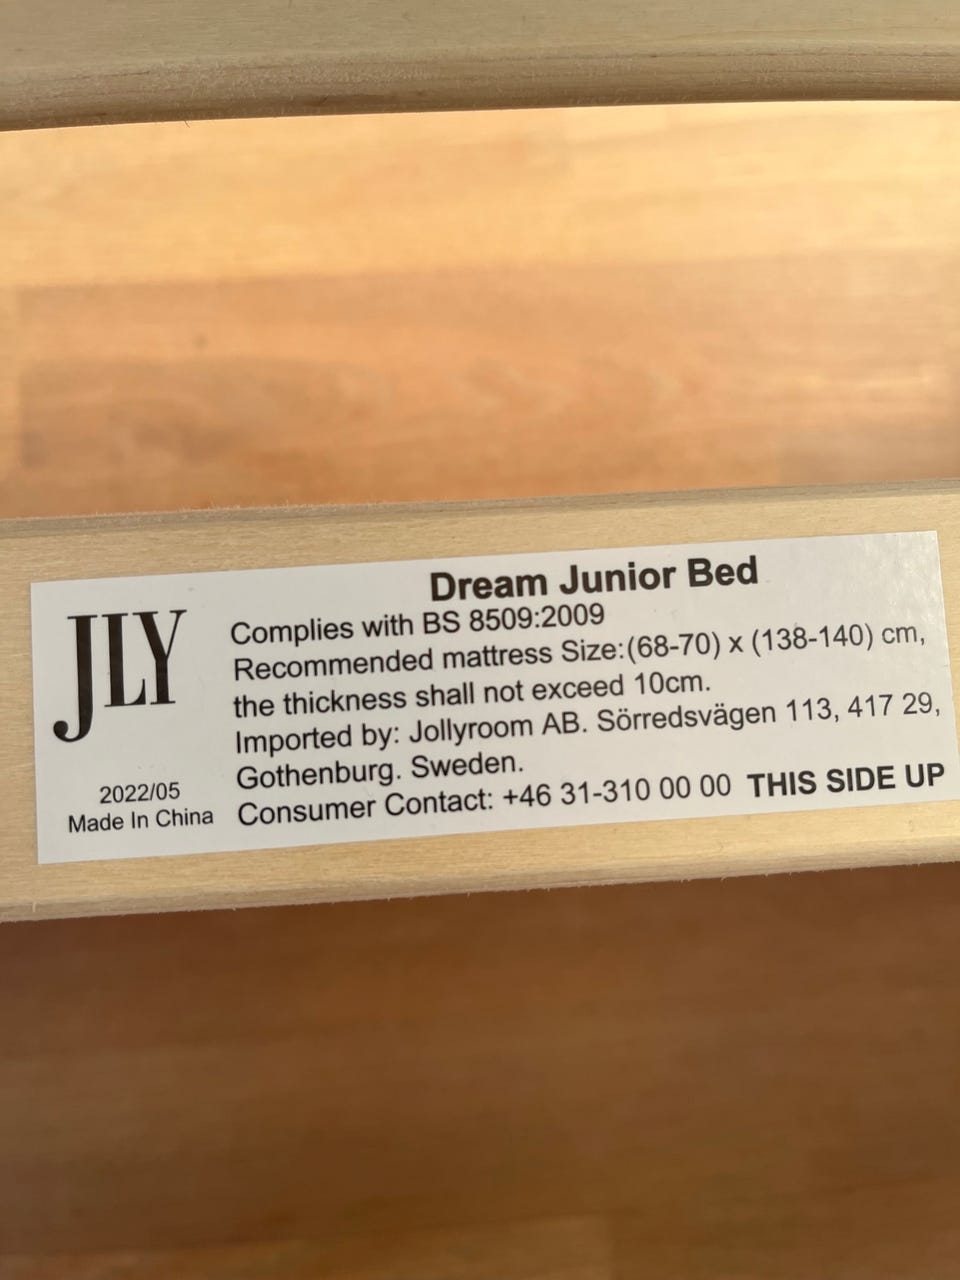 Dream Junior Bed
JLY
Complies with BS 8509:2009
Recommended mattress Size:(68-70) x (138-140) cm,
the thickness shall not exceed 10cm.
Imported by: Jollyroom AB. Sörredsvägen 113, 417 29,
Gothenburg. Sweden.
Consumer Contact: +46 31-310 00 00 THIS SIDE UP
2022/05
Made In China